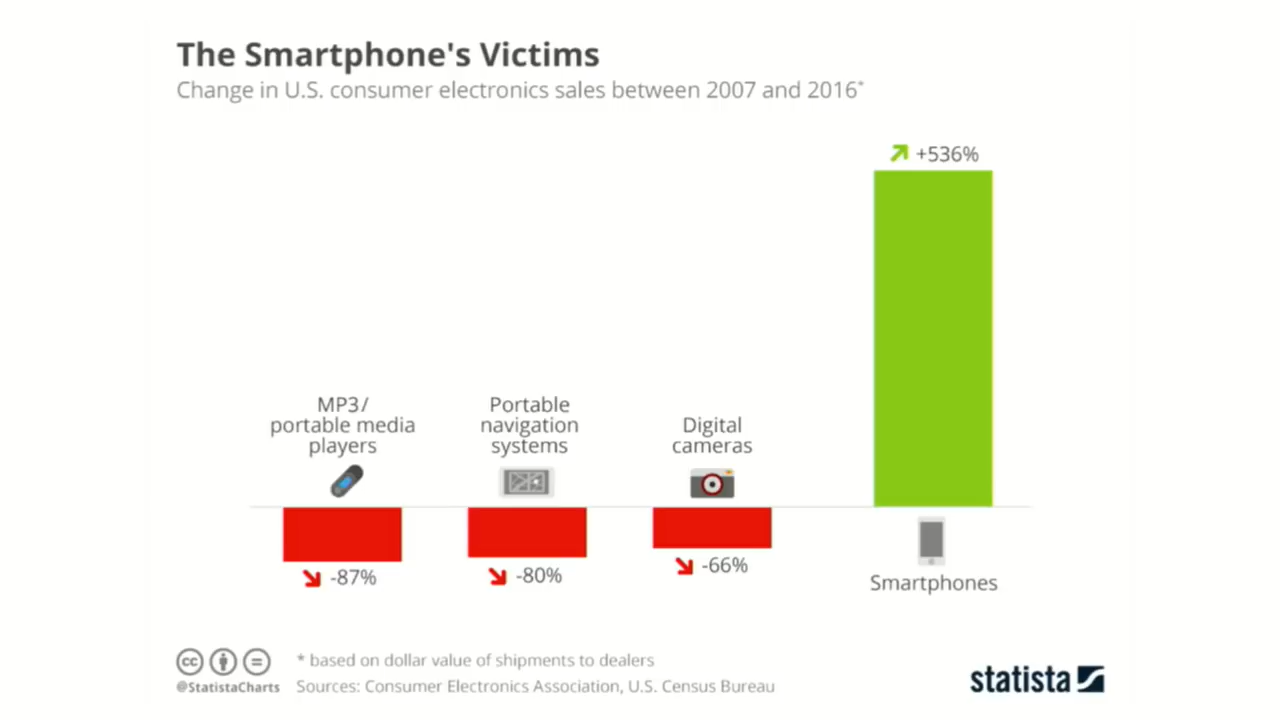 The Smartphone's Victims
Change in U.S. consumer electronics sales between 2007 and 2016*
+536%
MP3/
portable media
players
Portable
navigation
systems
Digital
cameras
-87%
-80%
-66%
Smartphones
cc
* based on dollar value of shipments to dealers
@StatistaCharts
Sources: Consumer Electronics Association, U.S. Census Bureau
statista